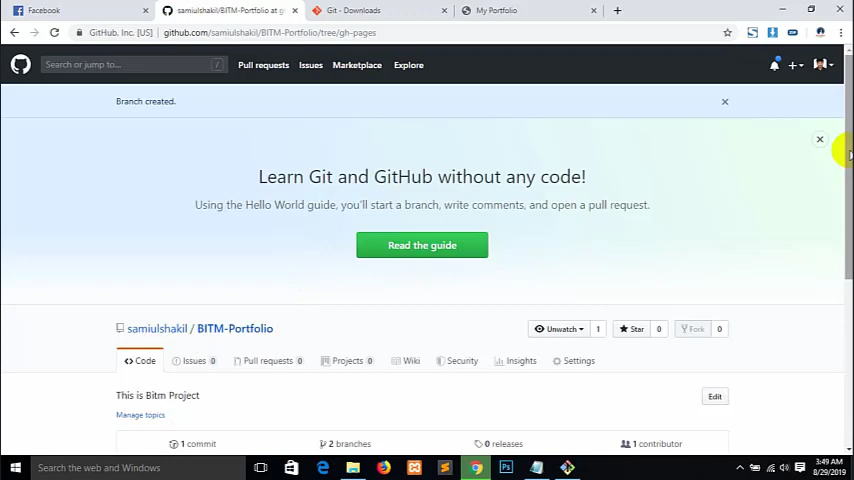 Facebook
samiulshakil/BITM-Portfolio at g
Git - Downloads
My Portfolio
GitHub, Inc. [US]
github.com/samiulshakil/BITM-Portfolio/tree/gh-pages
Search or jump to...
/
Pull requests
Issues
Marketplace
Explore
Branch created.
Learn Git and GitHub without any code!
Using the Hello World guide, you'll start a branch, write comments, and open a pull request.
Read the guide
samiulshakil / BITM-Portfolio
Unwatch
1
Star
0
Fork
0
Code
Issues 0
Pull requests 0
Projects 0
Wiki
Security
Insights
Settings
This is Bitm Project
Edit
Manage topics
1 commit
2 branches
0 releases
1 contributor
Search the web and Windows
3:49 AM
8/29/2019